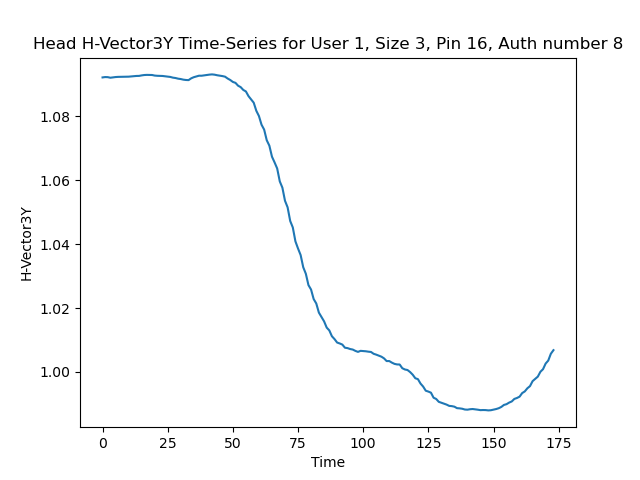 Head H-Vector3Y Time-Series for User 1, Size 3, Pin 16, Auth number 8
H-Vector3Y
1.08
1.06
1.04
1.02
1.00
0 25 50 75 100 125 150 175
Time